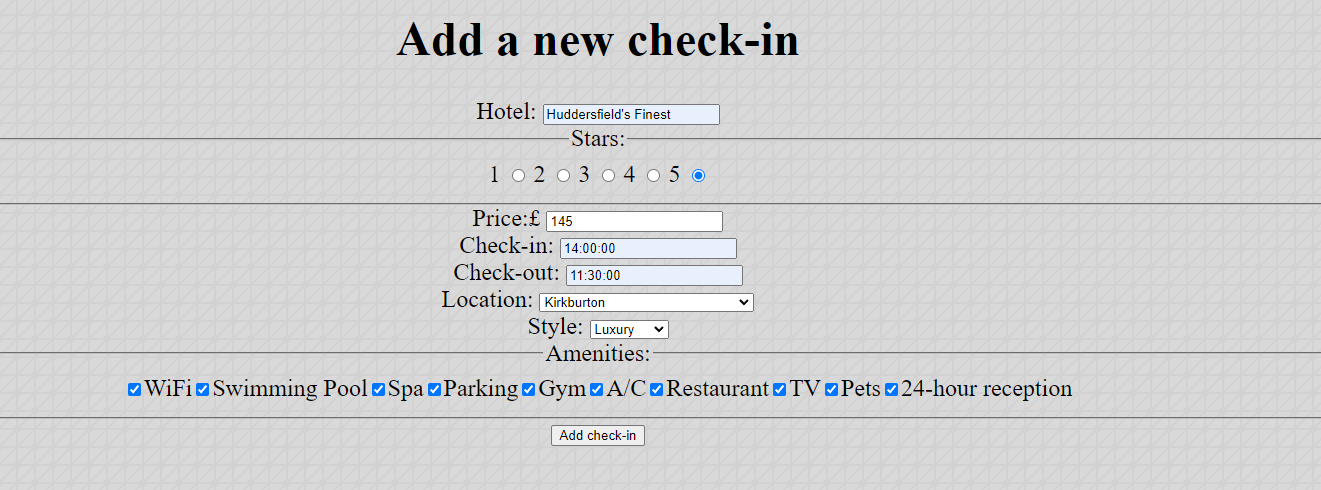 Add a new check-in
Hotel: Huddersfield's Finest
Stars:
1 2 3 4 5
Price:£ 145
Check-in: 14:00:00
Check-out: 11:30:00
Location: Kirkburton
Style: Luxury
Amenities:
WiFi Swimming Pool Spa Parking Gym A/C Restaurant TV Pets 24-hour reception
Add check-in